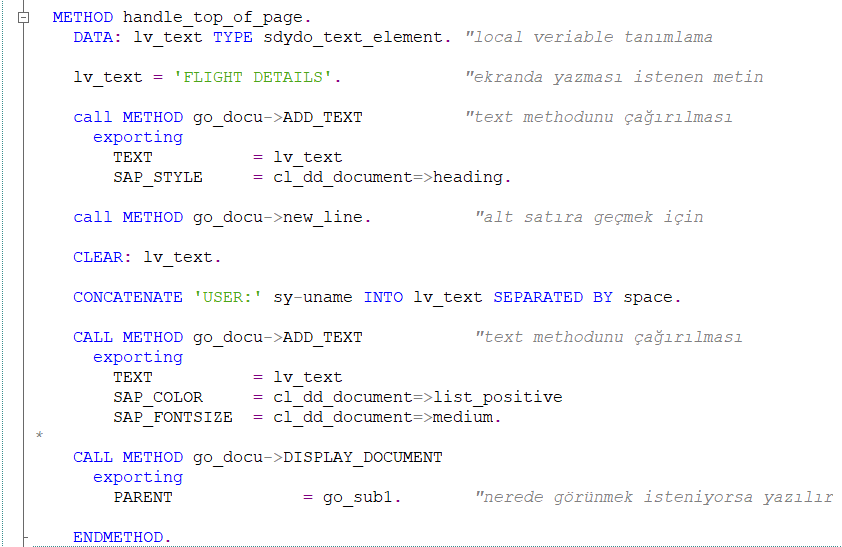 METHOD handle_top_of_page.
DATA: lv_text TYPE sdydo_text_element. "local veriable tanımlama
lv_text = 'FLIGHT DETAILS'. "ekranda yazması istenen metin
call METHOD go_docu->ADD_TEXT "text methodunu çağırılması
exporting
TEXT = lv_text
SAP_STYLE = cl_dd_document=>heading.
call METHOD go_docu->new_line. "alt satıra geçmek için
CLEAR: lv_text.
CONCATENATE 'USER:' sy-uname INTO lv_text SEPARATED BY space.
CALL METHOD go_docu->ADD_TEXT "text methodunu çağırılması
exporting
TEXT = lv_text
SAP_COLOR = cl_dd_document=>list_positive
SAP_FONTSIZE = cl_dd_document=>medium.
*
CALL METHOD go_docu->DISPLAY_DOCUMENT
exporting
PARENT = go_sub1. "nerede görünmek isteniyorsa yazılır
ENDMETHOD.